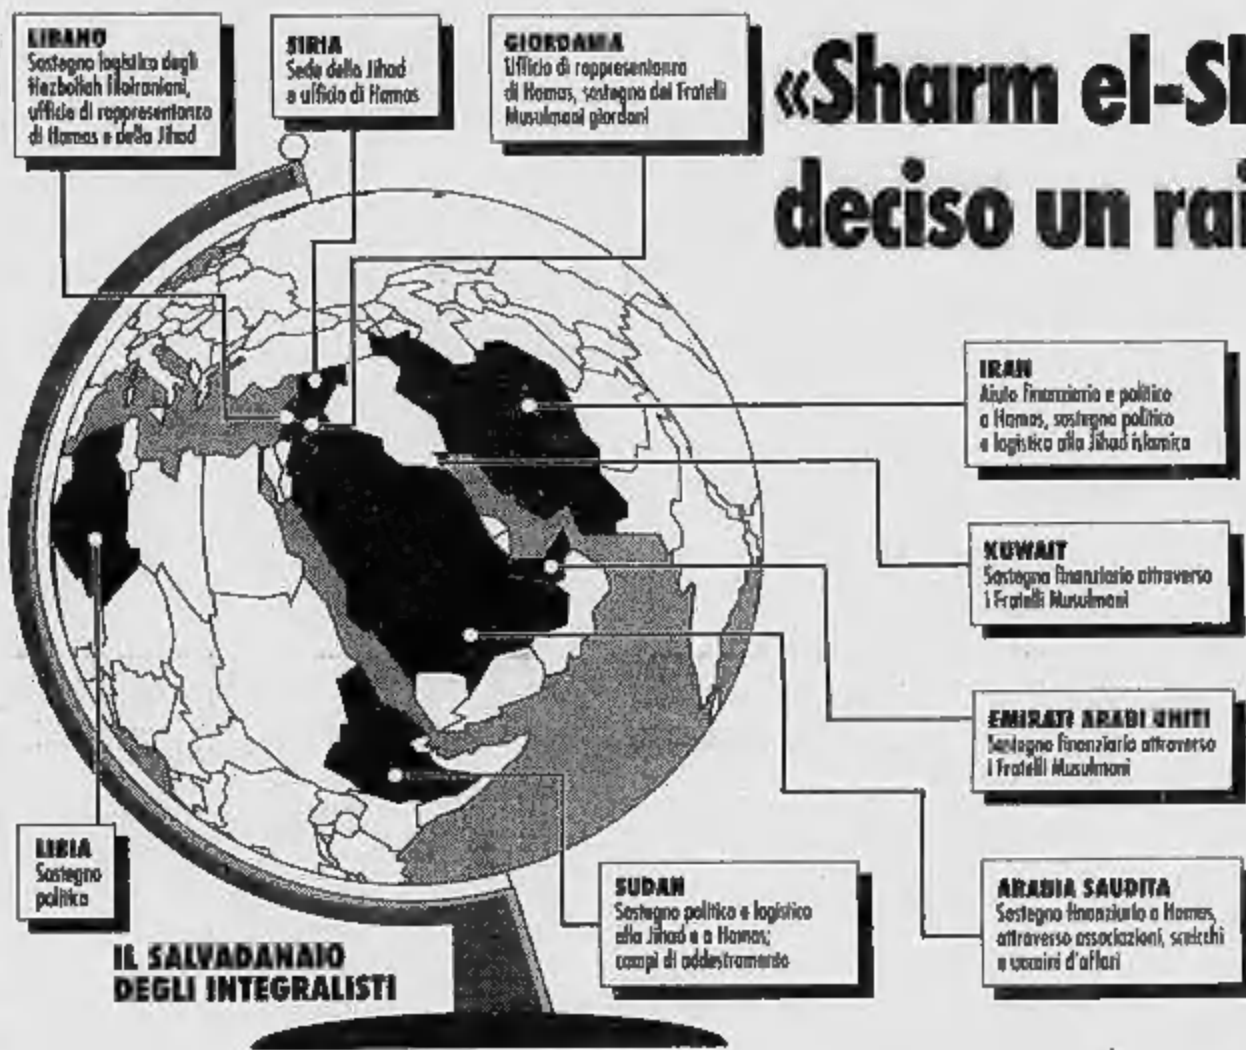 LIBANO
Sostegno logistico degli
Hezbollah filoiraniani,
ufficio di rappresentanza
di Hamas e della Jihad
SIRIA
Sede della Jihad
e ufficio di Hamas
GIORDANIA
Ufficio di rappresentanza
di Hamas, sostegno dei Fratelli
Musulmani giordani
«Sharm el-Sh
deciso un rai
IRAN
Aiuto finanziario e politico
a Hamas, sostegno politico
e logistico alla Jihad islamica
KUWAIT
Sostegno finanziario attraverso
i Fratelli Musulmani
EMIRATI ARABI UNITI
Sostegno finanziario attraverso
i Fratelli Musulmani
ARABIA SAUDITA
Sostegno finanziario a Hamas,
attraverso associazioni, sceicchi
e uomini d'affari
SUDAN
Sostegno politico e logistico
alla Jihad e a Hamas;
campi di addestramento
LIBIA
Sostegno
politico
IL SALVADANAIO
DEGLI INTEGRALISTI